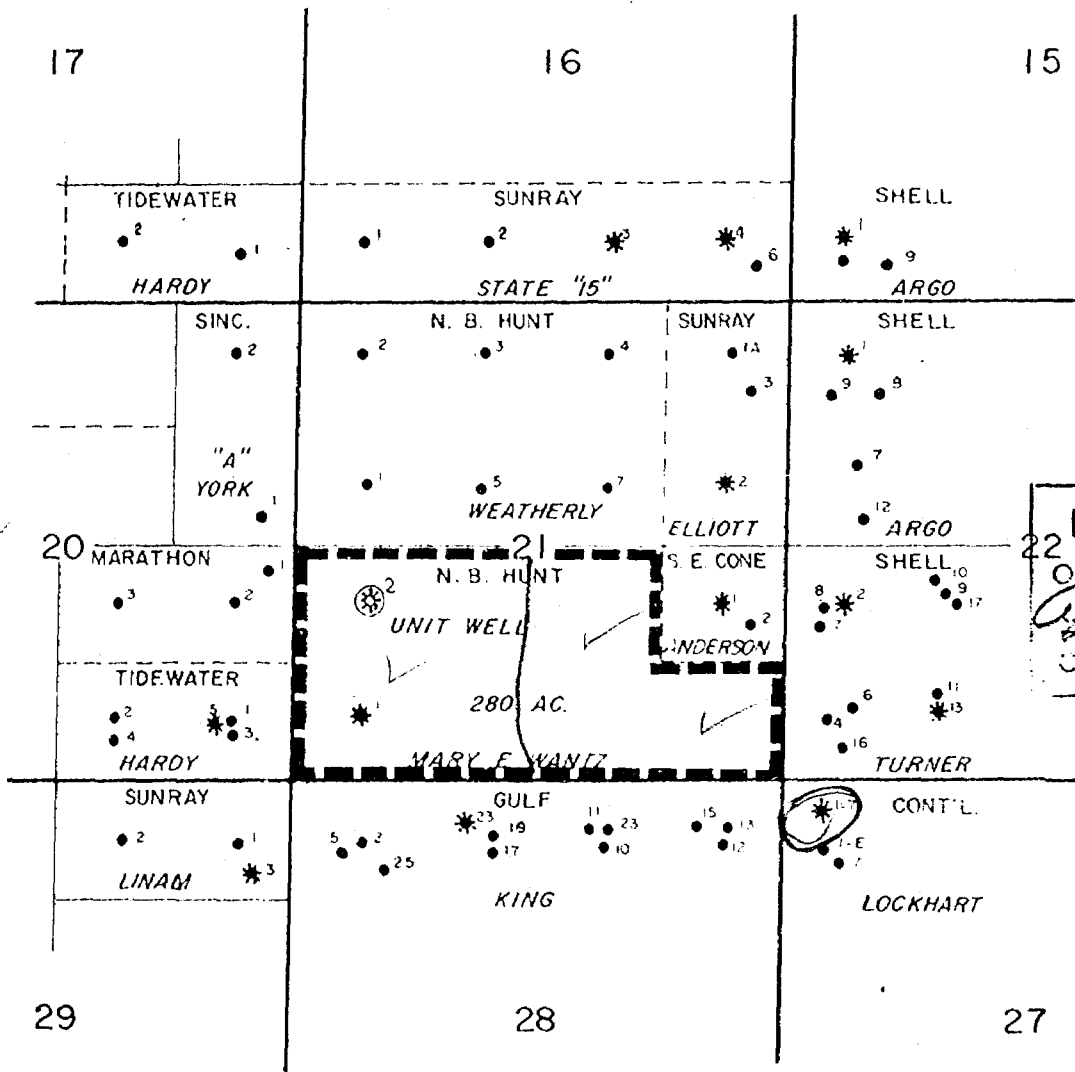 17 16 15
TIDEWATER SUNRAY SHELL
2 1 1 2 3 4 6 1 9
HARDY STATE "15" ARGO
SINC. N. B. HUNT SUNRAY SHELL
2 2 3 4 1A 3 1 9 8
"A"
YORK
1 1 5 7 2 7 12
WEATHERLY ELLIOTT ARGO
20 21 22
MARATHON N. B. HUNT S. E. CONE SHELL
1 3 2 2 1 2 8 2 7 10 9 17
UNIT WELL
ANDERSON
TIDEWATER
2 4 5 1 3 1 280 AC. 4 6 16 11 13
HARDY MARY E WANTZ TURNER
SUNRAY GULF CONT'L.
2 1 3 5 2 25 23 19 17 11 23 10 15 13 12 1-E 7
LINAM KING LOCKHART
29 28 27